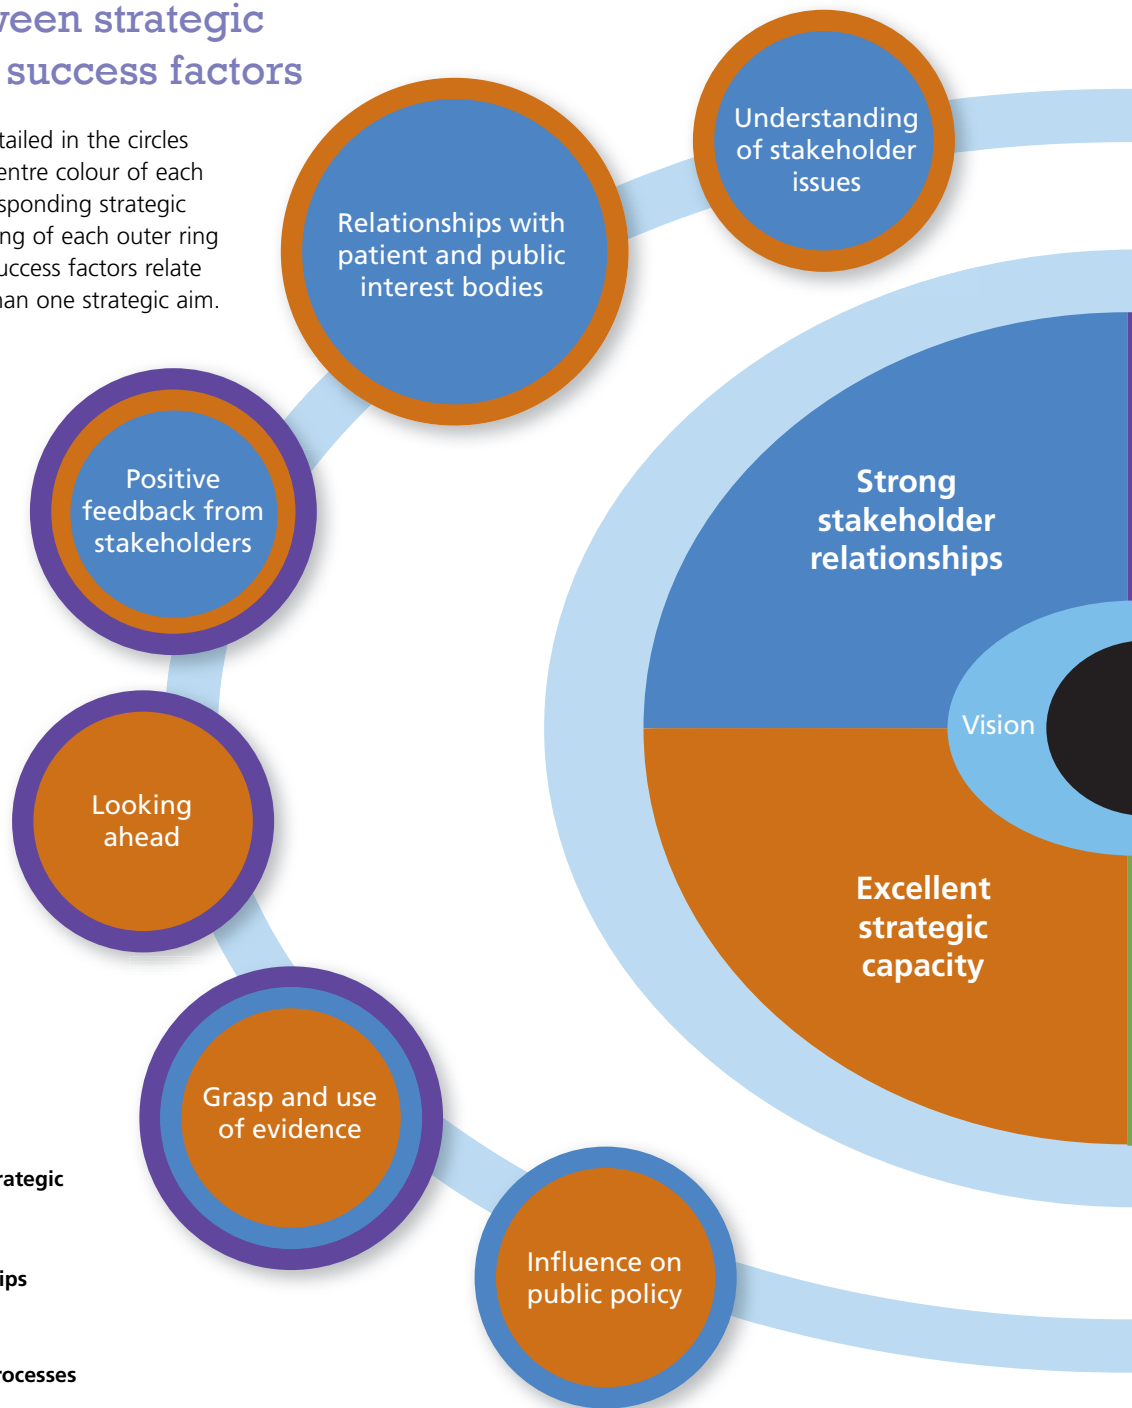 ween strategic
success factors
tailed in the circles
entre colour of each
sponding strategic
ng of each outer ring
uccess factors relate
han one strategic aim.
Understanding
of stakeholder
issues
Relationships with
patient and public
interest bodies
Positive
feedback from
stakeholders
Strong
stakeholder
relationships
Vision
Looking
ahead
Excellent
strategic
capacity
Grasp and use
of evidence
rategic
Influence on
public policy
ips
rocesses